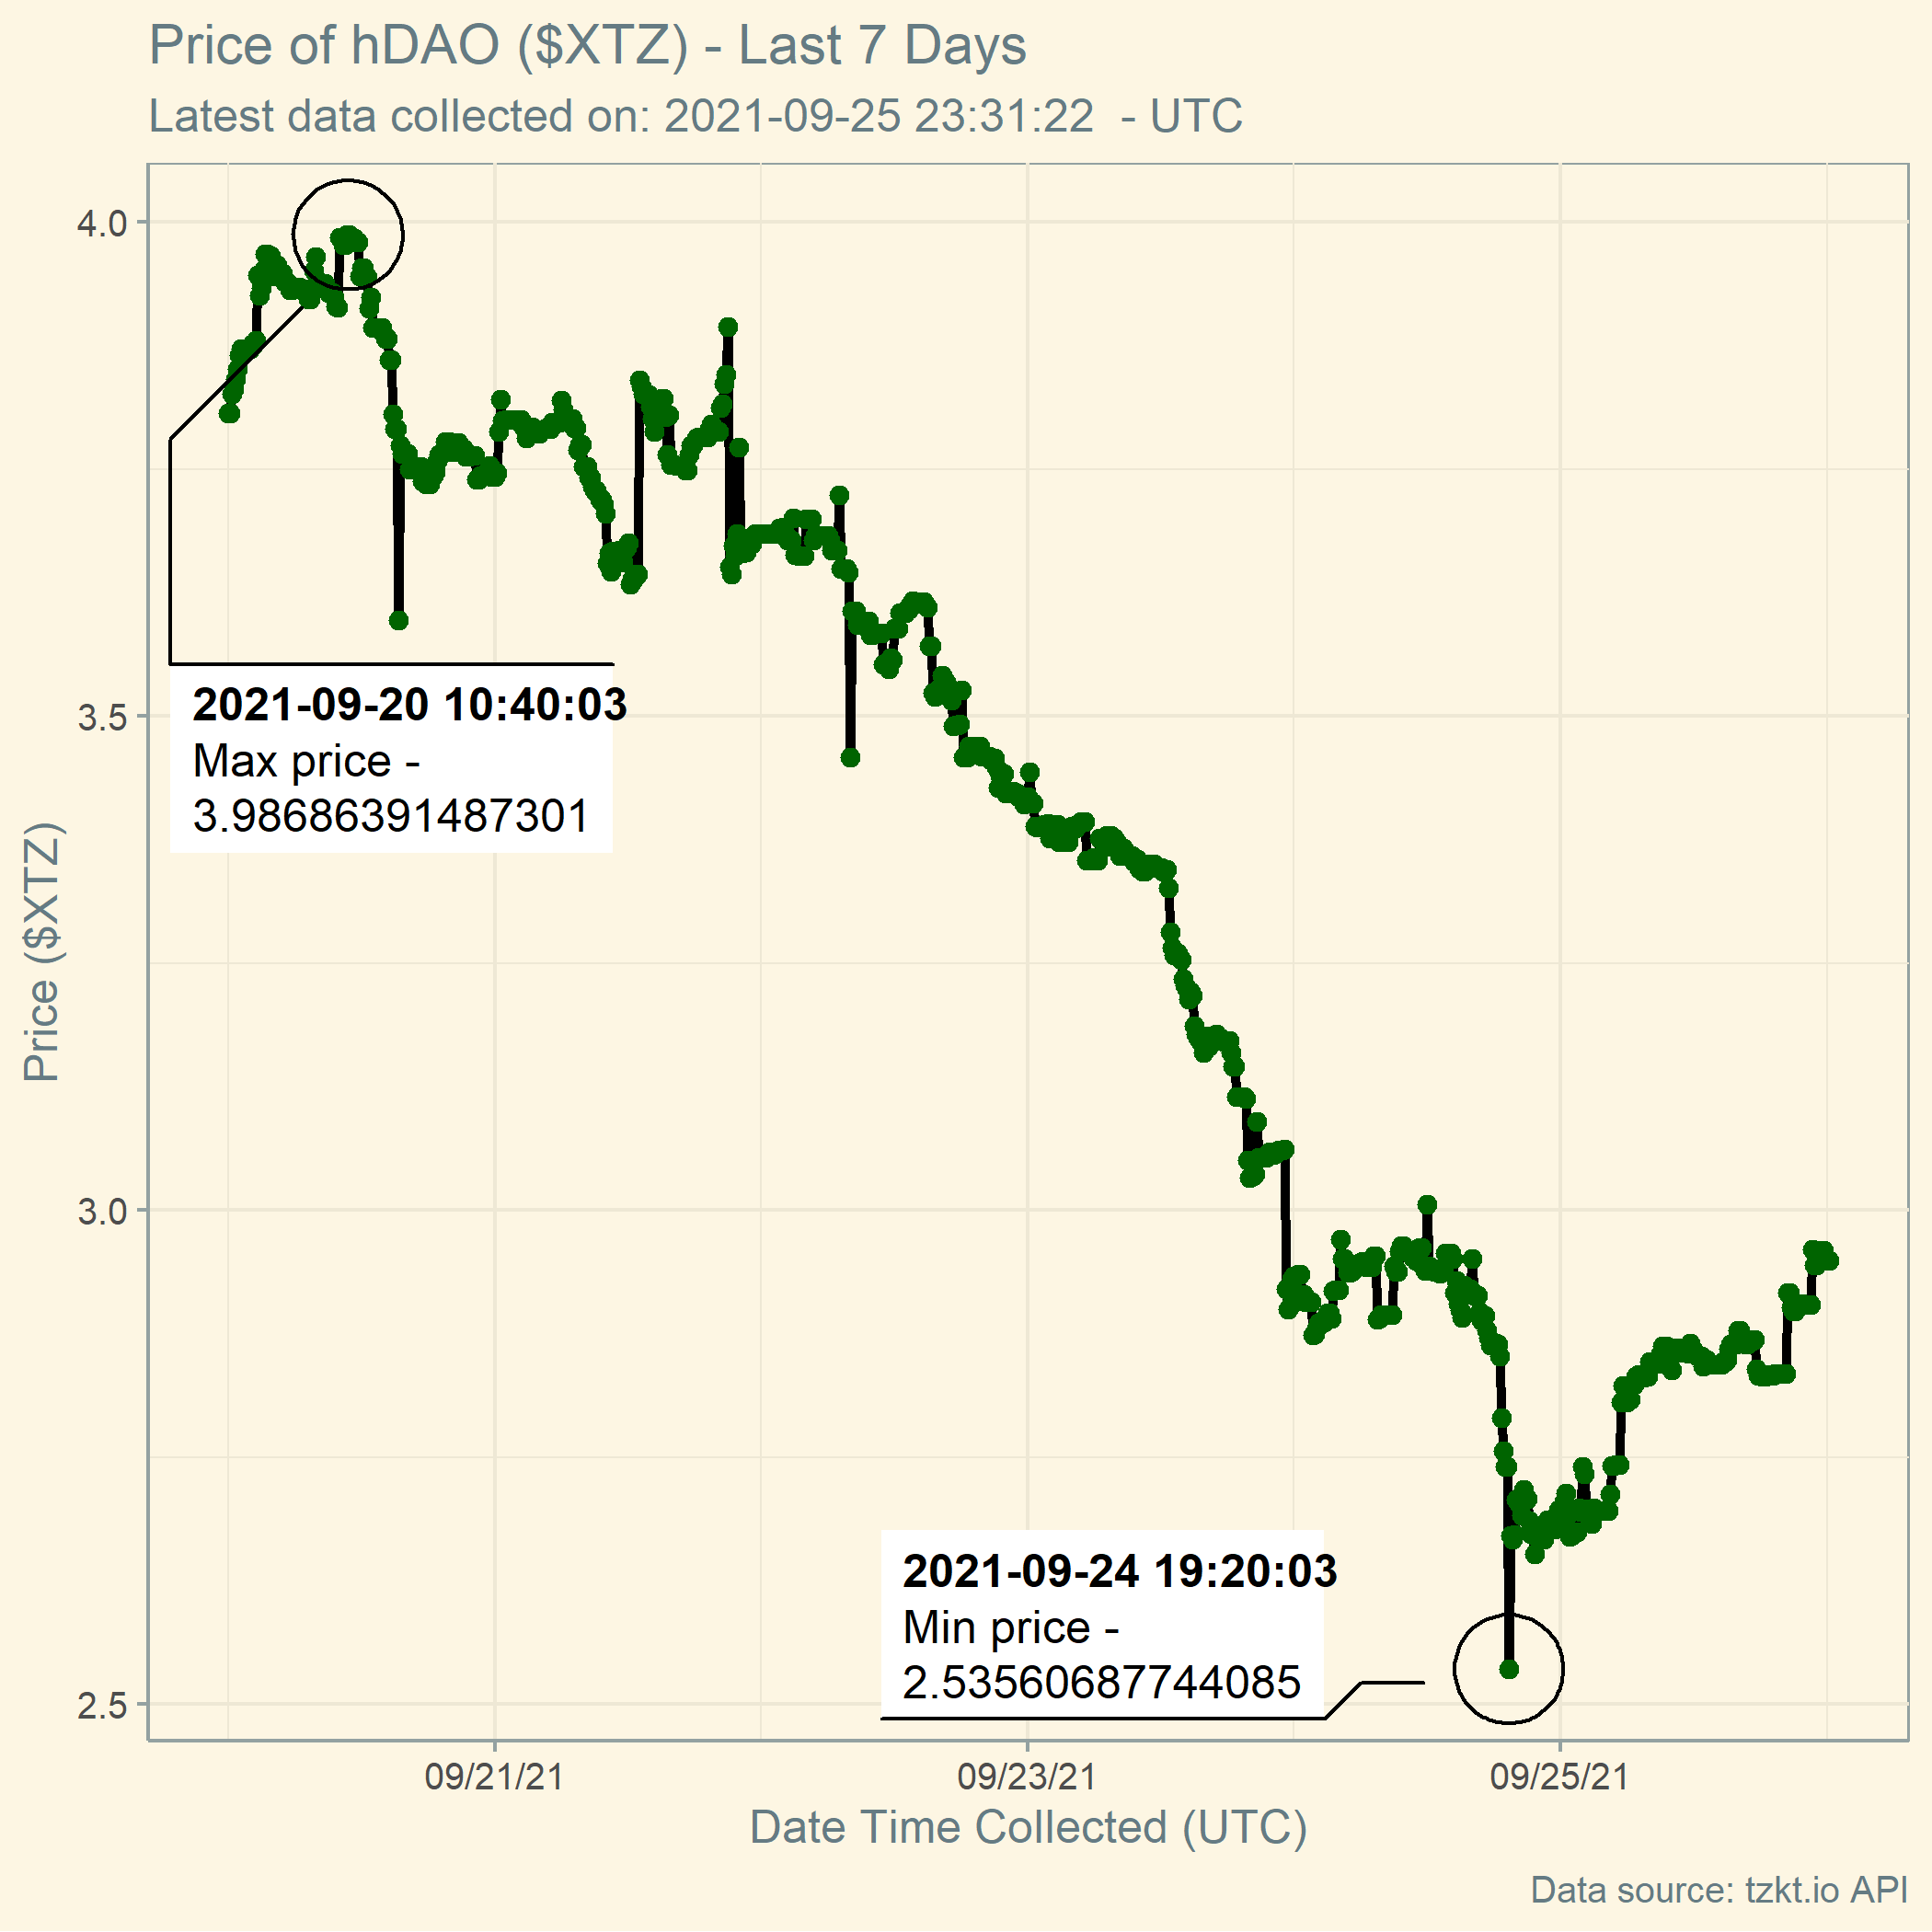 Price of hDAO ($XTZ) - Last 7 Days
Latest data collected on: 2021-09-25 23:31:22  - UTC
4.0
3.5
3.0
2.5
Price ($XTZ)
2021-09-20 10:40:03
Max price -
3.98686391487301
2021-09-24 19:20:03
Min price -
2.53560687744085
09/21/21
09/23/21
09/25/21
Date Time Collected (UTC)
Data source: tzkt.io API